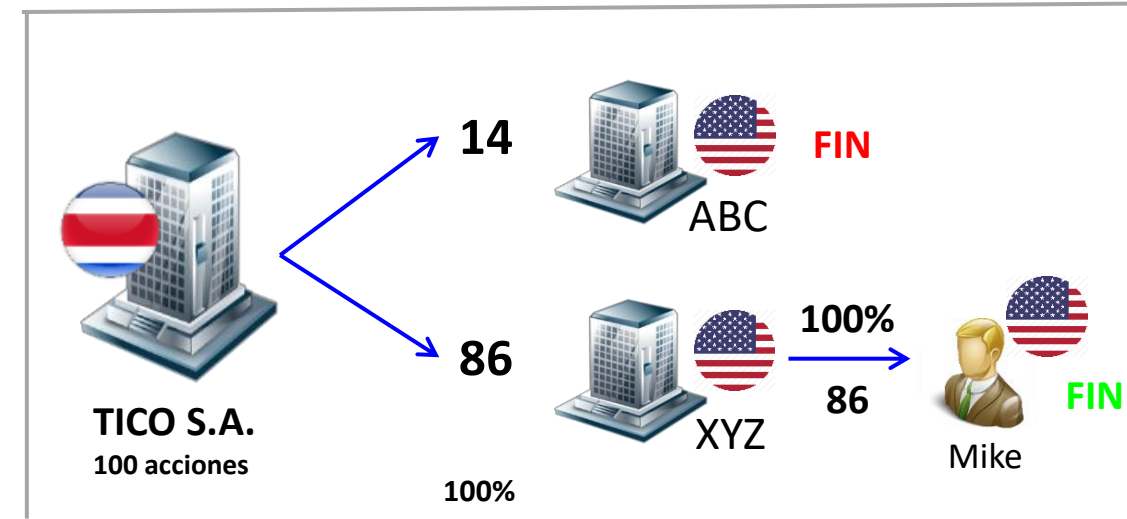 14
FIN
ABC
100%
86
86
FIN
XYZ
TICO S.A.
Mike
100 acciones
100%